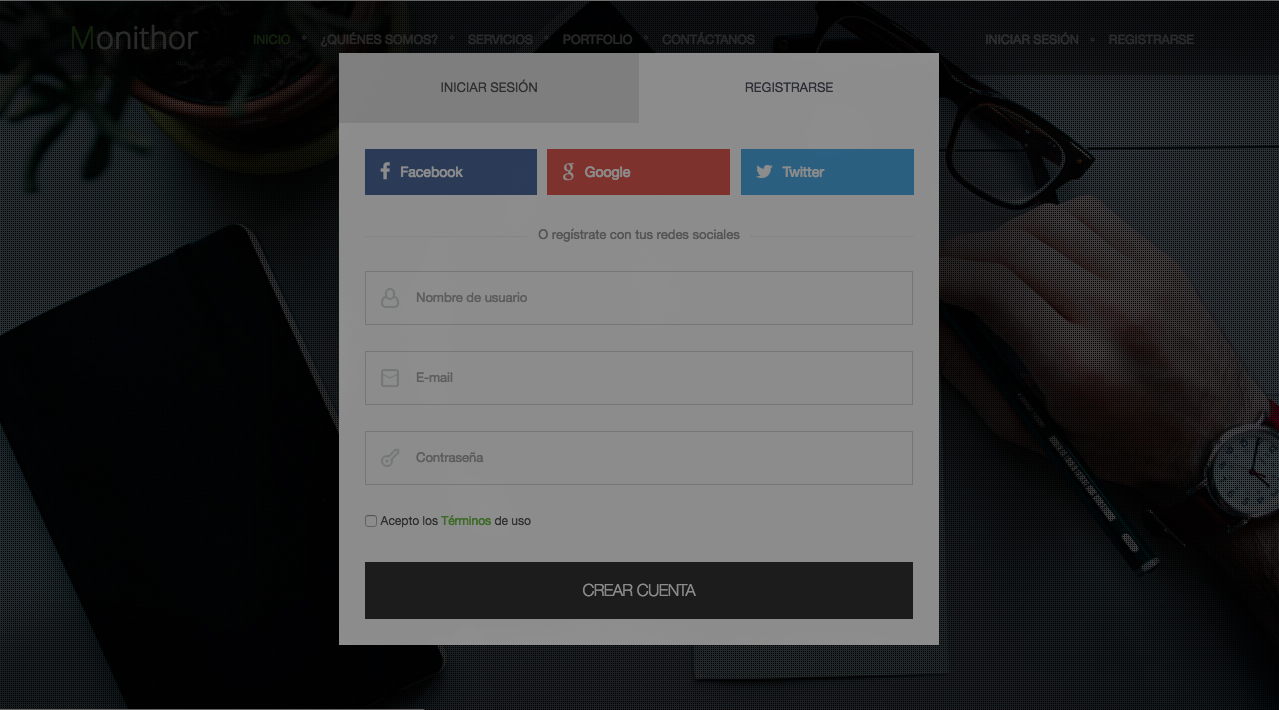 Monithor
INICIO • ¿QUIÉNES SOMOS? • SERVICIOS • PORTFOLIO • CONTÁCTANOS
INICIAR SESIÓN • REGISTRARSE
INICIAR SESIÓN
REGISTRARSE
Facebook
Google
Twitter
O regístrate con tus redes sociales
Nombre de usuario
E-mail
Contraseña
Acepto los Términos de uso
CREAR CUENTA